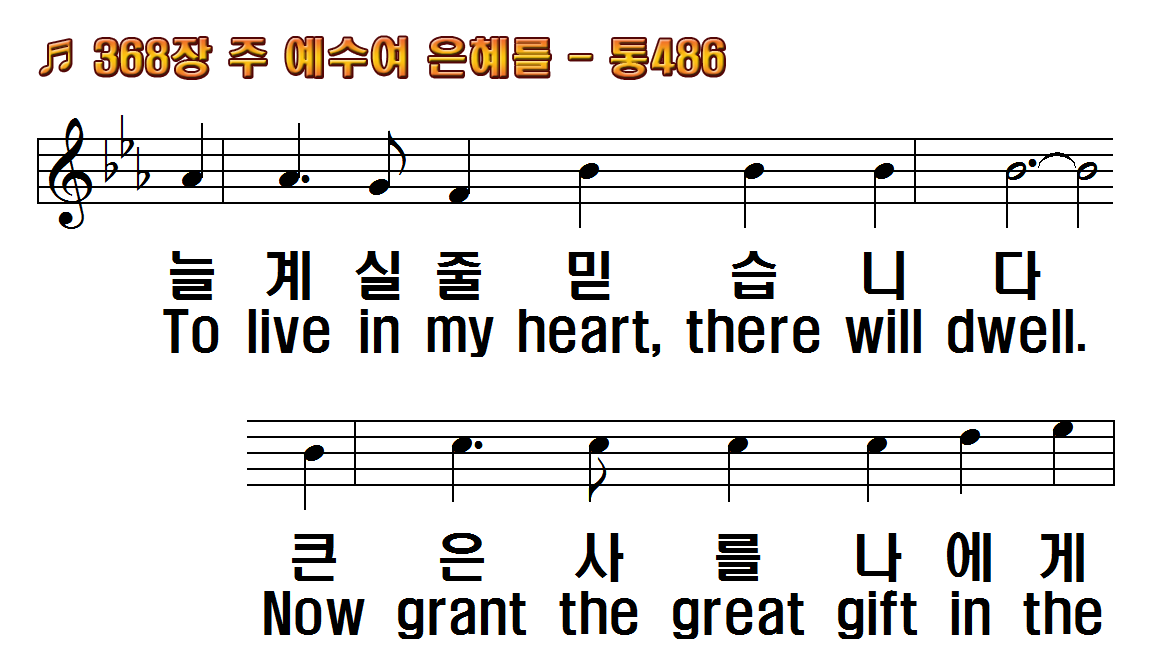 368장 주 예수여 은혜를 - 통486
늘 계 실 줄 믿 습 니 다
To live in my heart, there will dwell.
큰 은 사 를 나 에 게
Now grant the great gift in the